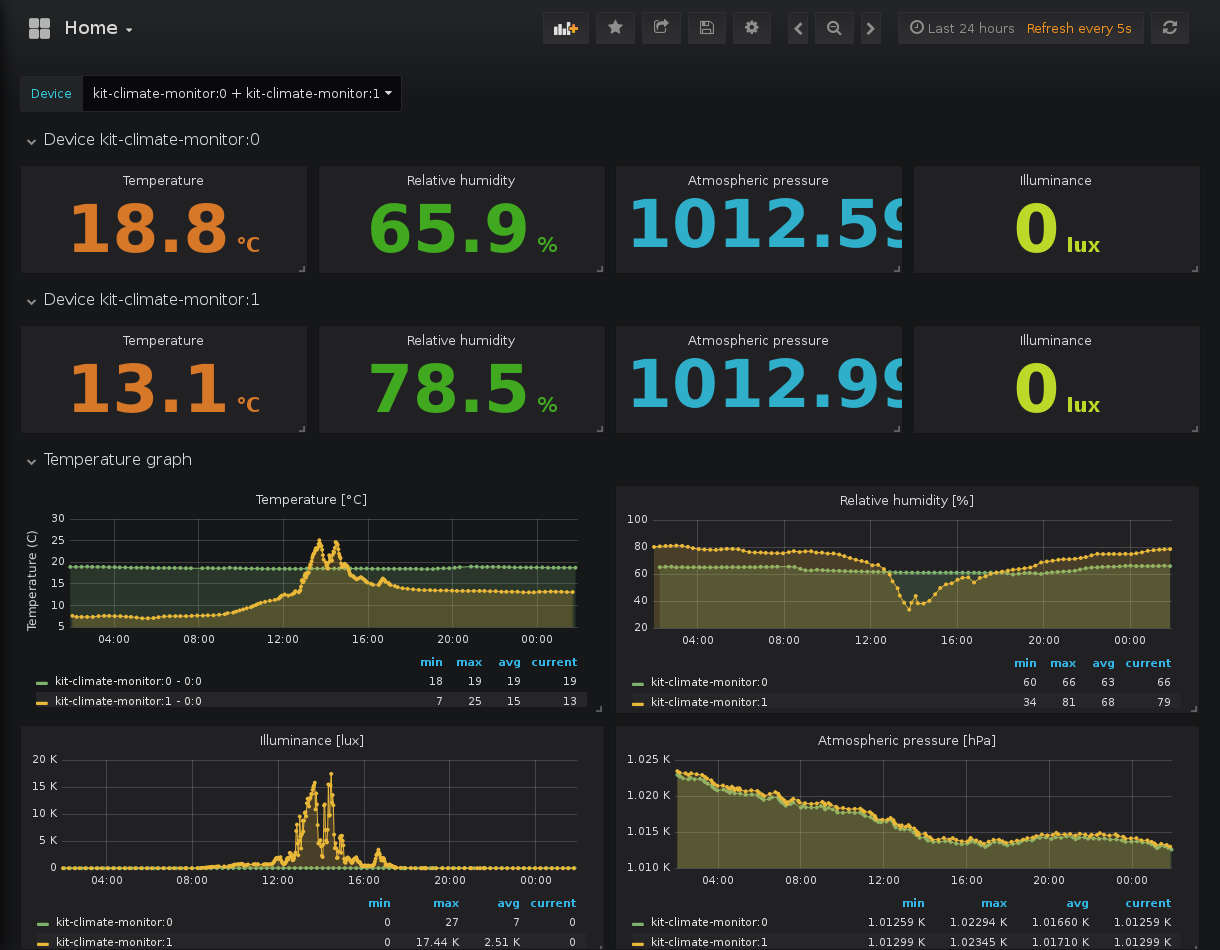 Home
Last 24 hours Refresh every 5s
Device kit-climate-monitor:0 + kit-climate-monitor:1
Device kit-climate-monitor:0
Temperature Relative humidity Atmospheric pressure Illuminance
18.8 °C 65.9 % 1012.59 0 lux
Device kit-climate-monitor:1
Temperature Relative humidity Atmospheric pressure Illuminance
13.1 °C 78.5 % 1012.99 0 lux
Temperature graph
Temperature [°C]
Temperature (C)
30
25
20
15
10
5
04:00 08:00 12:00 16:00 20:00 00:00
min max avg current
kit-climate-monitor:0 - 0:0 18 19 19 19
kit-climate-monitor:1 - 0:0 7 25 15 13
Relative humidity [%]
100
80
60
40
20
04:00 08:00 12:00 16:00 20:00 00:00
min max avg current
kit-climate-monitor:0 60 66 63 66
kit-climate-monitor:1 34 81 68 79
Illuminance [lux]
20 K
15 K
10 K
5 K
0
04:00 08:00 12:00 16:00 20:00 00:00
min max avg current
kit-climate-monitor:0 0 27 7 0
kit-climate-monitor:1 0 17.44 K 2.51 K 0
Atmospheric pressure [hPa]
1.025 K
1.020 K
1.015 K
1.010 K
04:00 08:00 12:00 16:00 20:00 00:00
min max avg current
kit-climate-monitor:0 1.01259 K 1.02294 K 1.01660 K 1.01259 K
kit-climate-monitor:1 1.01299 K 1.02345 K 1.01710 K 1.01299 K